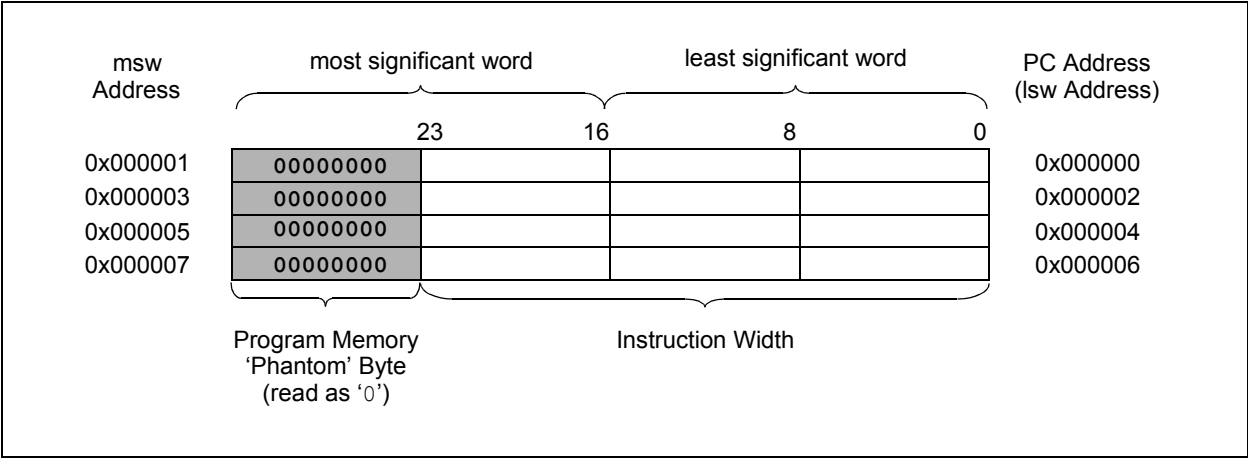 msw
Address
most significant word
least significant word
PC Address
(lsw Address)
23 16 8 0
0x000001 00000000 0x000000
0x000003 00000000 0x000002
0x000005 00000000 0x000004
0x000007 00000000 0x000006
Program Memory
‘Phantom’ Byte
(read as ‘0’)
Instruction Width